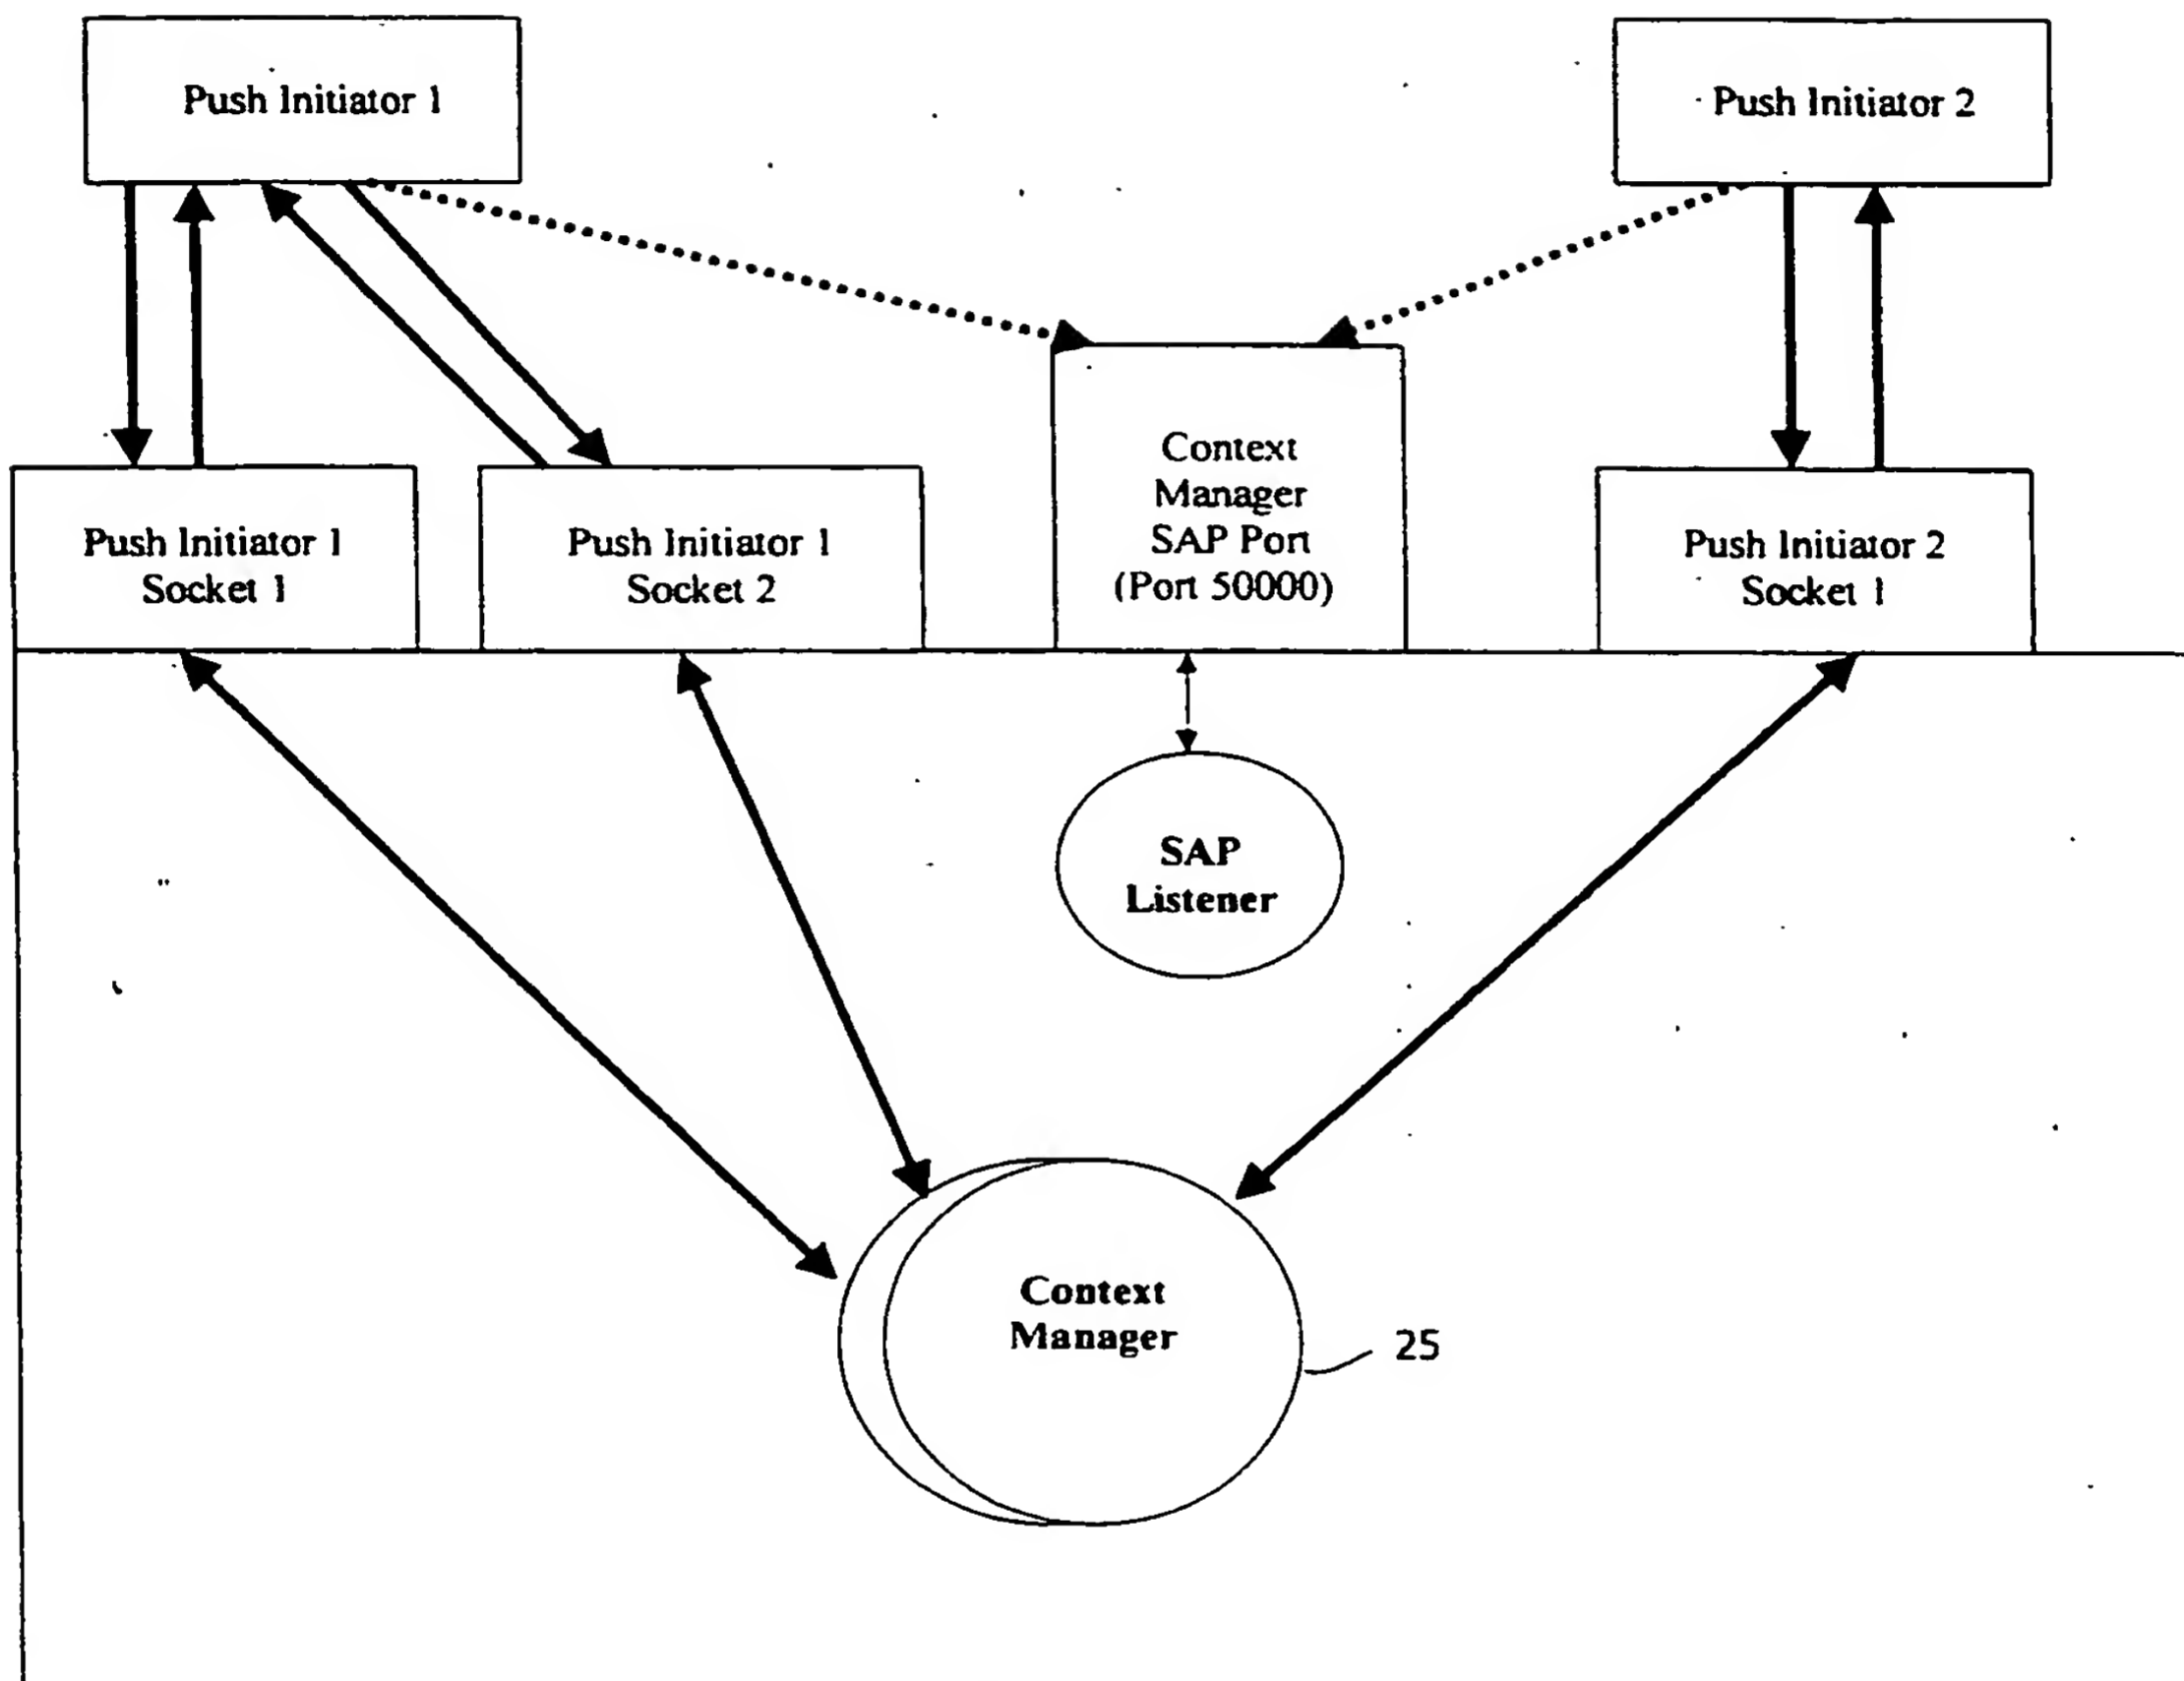 Push Initiator 1
Push Initiator 2
Push Initiator 1
Socket 1
Push Initiator 1
Socket 2
Context
Manager
SAP Port
(Port 50000)
Push Initiator 2
Socket 1
SAP
Listener
Context
Manager
25